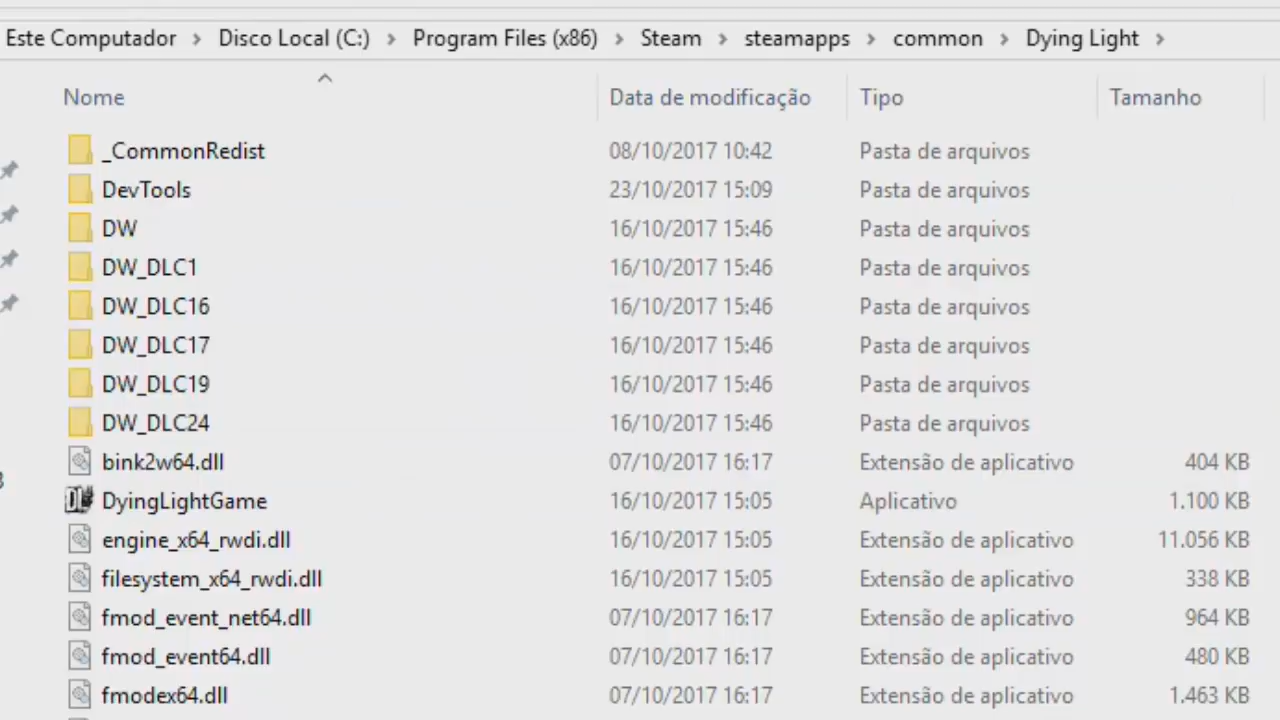 Este Computador > Disco Local (C:) > Program Files (x86) > Steam > steamapps > common > Dying Light >
Nome Data de modificação Tipo Tamanho
_CommonRedist 08/10/2017 10:42 Pasta de arquivos
DevTools 23/10/2017 15:09 Pasta de arquivos
DW 16/10/2017 15:46 Pasta de arquivos
DW_DLC1 16/10/2017 15:46 Pasta de arquivos
DW_DLC16 16/10/2017 15:46 Pasta de arquivos
DW_DLC17 16/10/2017 15:46 Pasta de arquivos
DW_DLC19 16/10/2017 15:46 Pasta de arquivos
DW_DLC24 16/10/2017 15:46 Pasta de arquivos
bink2w64.dll 07/10/2017 16:17 Extensão de aplicativo 404 KB
DyingLightGame 16/10/2017 15:05 Aplicativo 1.100 KB
engine_x64_rwdi.dll 16/10/2017 15:05 Extensão de aplicativo 11.056 KB
filesystem_x64_rwdi.dll 16/10/2017 15:05 Extensão de aplicativo 338 KB
fmod_event_net64.dll 07/10/2017 16:17 Extensão de aplicativo 964 KB
fmod_event64.dll 07/10/2017 16:17 Extensão de aplicativo 480 KB
fmodex64.dll 07/10/2017 16:17 Extensão de aplicativo 1.463 KB